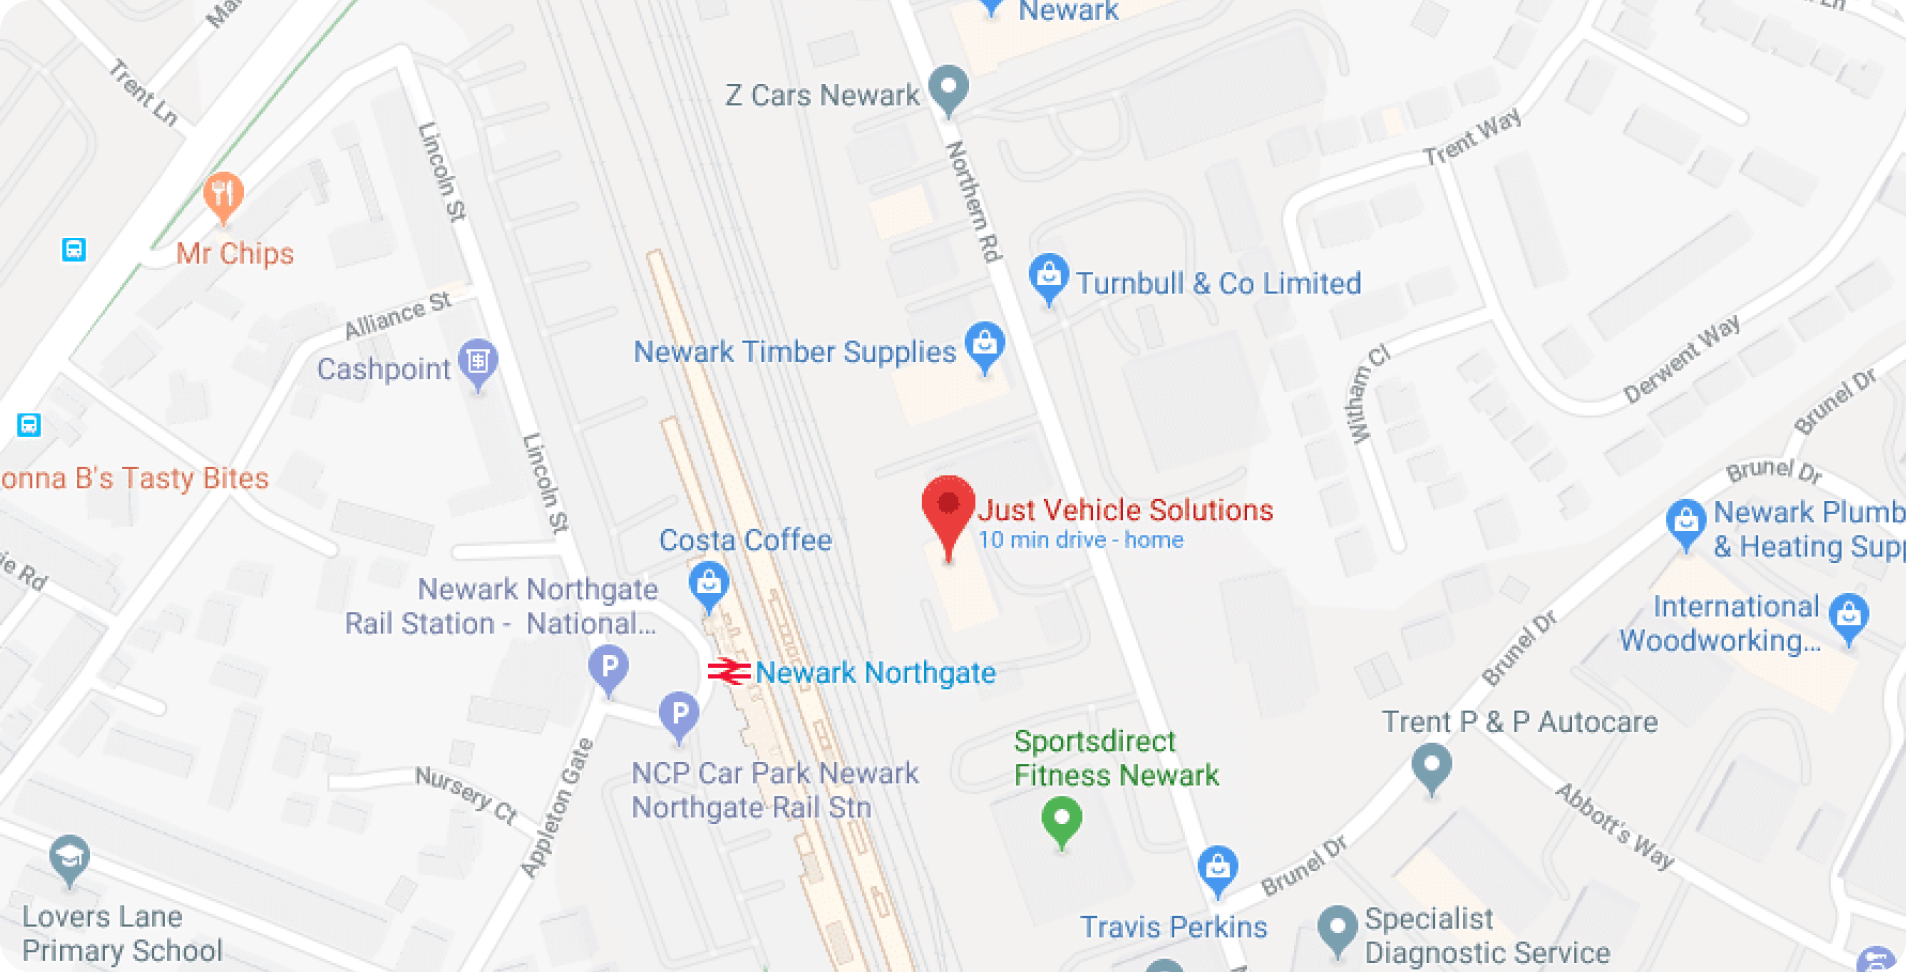 Newark
Trent Ln
Z Cars Newark
Lincoln St
Northern Rd
Trent Way
Mr Chips
Turnbull & Co Limited
Alliance St
Newark Timber Supplies
Cashpoint
Derwent Way
Witham Cl
Brunel Dr
Lincoln St
onna B's Tasty Bites
Brunel Dr
Just Vehicle Solutions
10 min drive - home
Costa Coffee
Newark Plumb
& Heating Supp
ie Rd
Newark Northgate
Rail Station - National...
International
Woodworking...
Brunel Dr
P
Newark Northgate
P
Trent P & P Autocare
Sportsdirect
Fitness Newark
NCP Car Park Newark
Northgate Rail Stn
Nursery Ct
Appleton Gate
Abbott's Way
Brunel Dr
Lovers Lane
Primary School
Travis Perkins
Specialist
Diagnostic Service